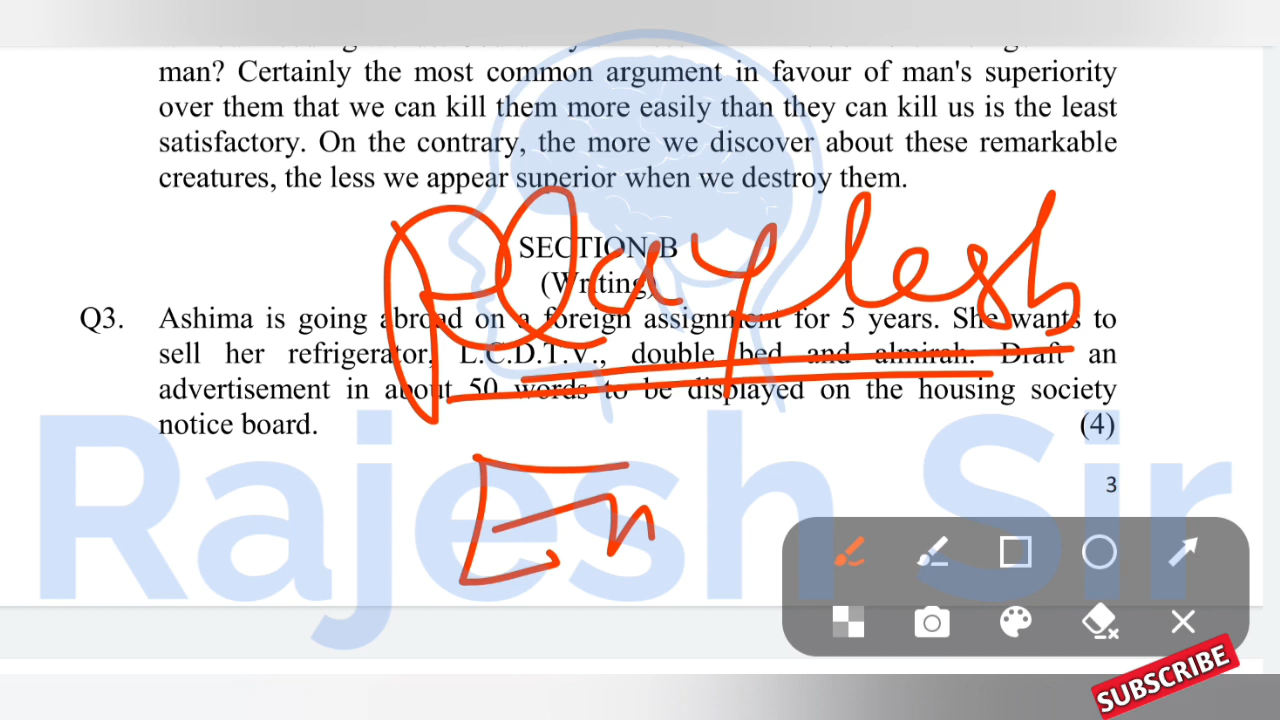 man? Certainly the most common argument in favour of man's superiority
over them that we can kill them more easily than they can kill us is the least
satisfactory. On the contrary, the more we discover about these remarkable
creatures, the less we appear superior when we destroy them.
SECTION B
(Writing)
Q3. Ashima is going abroad on a foreign assignment for 5 years. She wants to
sell her refrigerator, L.C.D.T.V., double bed and almirah. Draft an
advertisement in about 50 words to be displayed on the housing society
notice board. (4)
Rajesh Sir
3
En
SUBSCRIBE